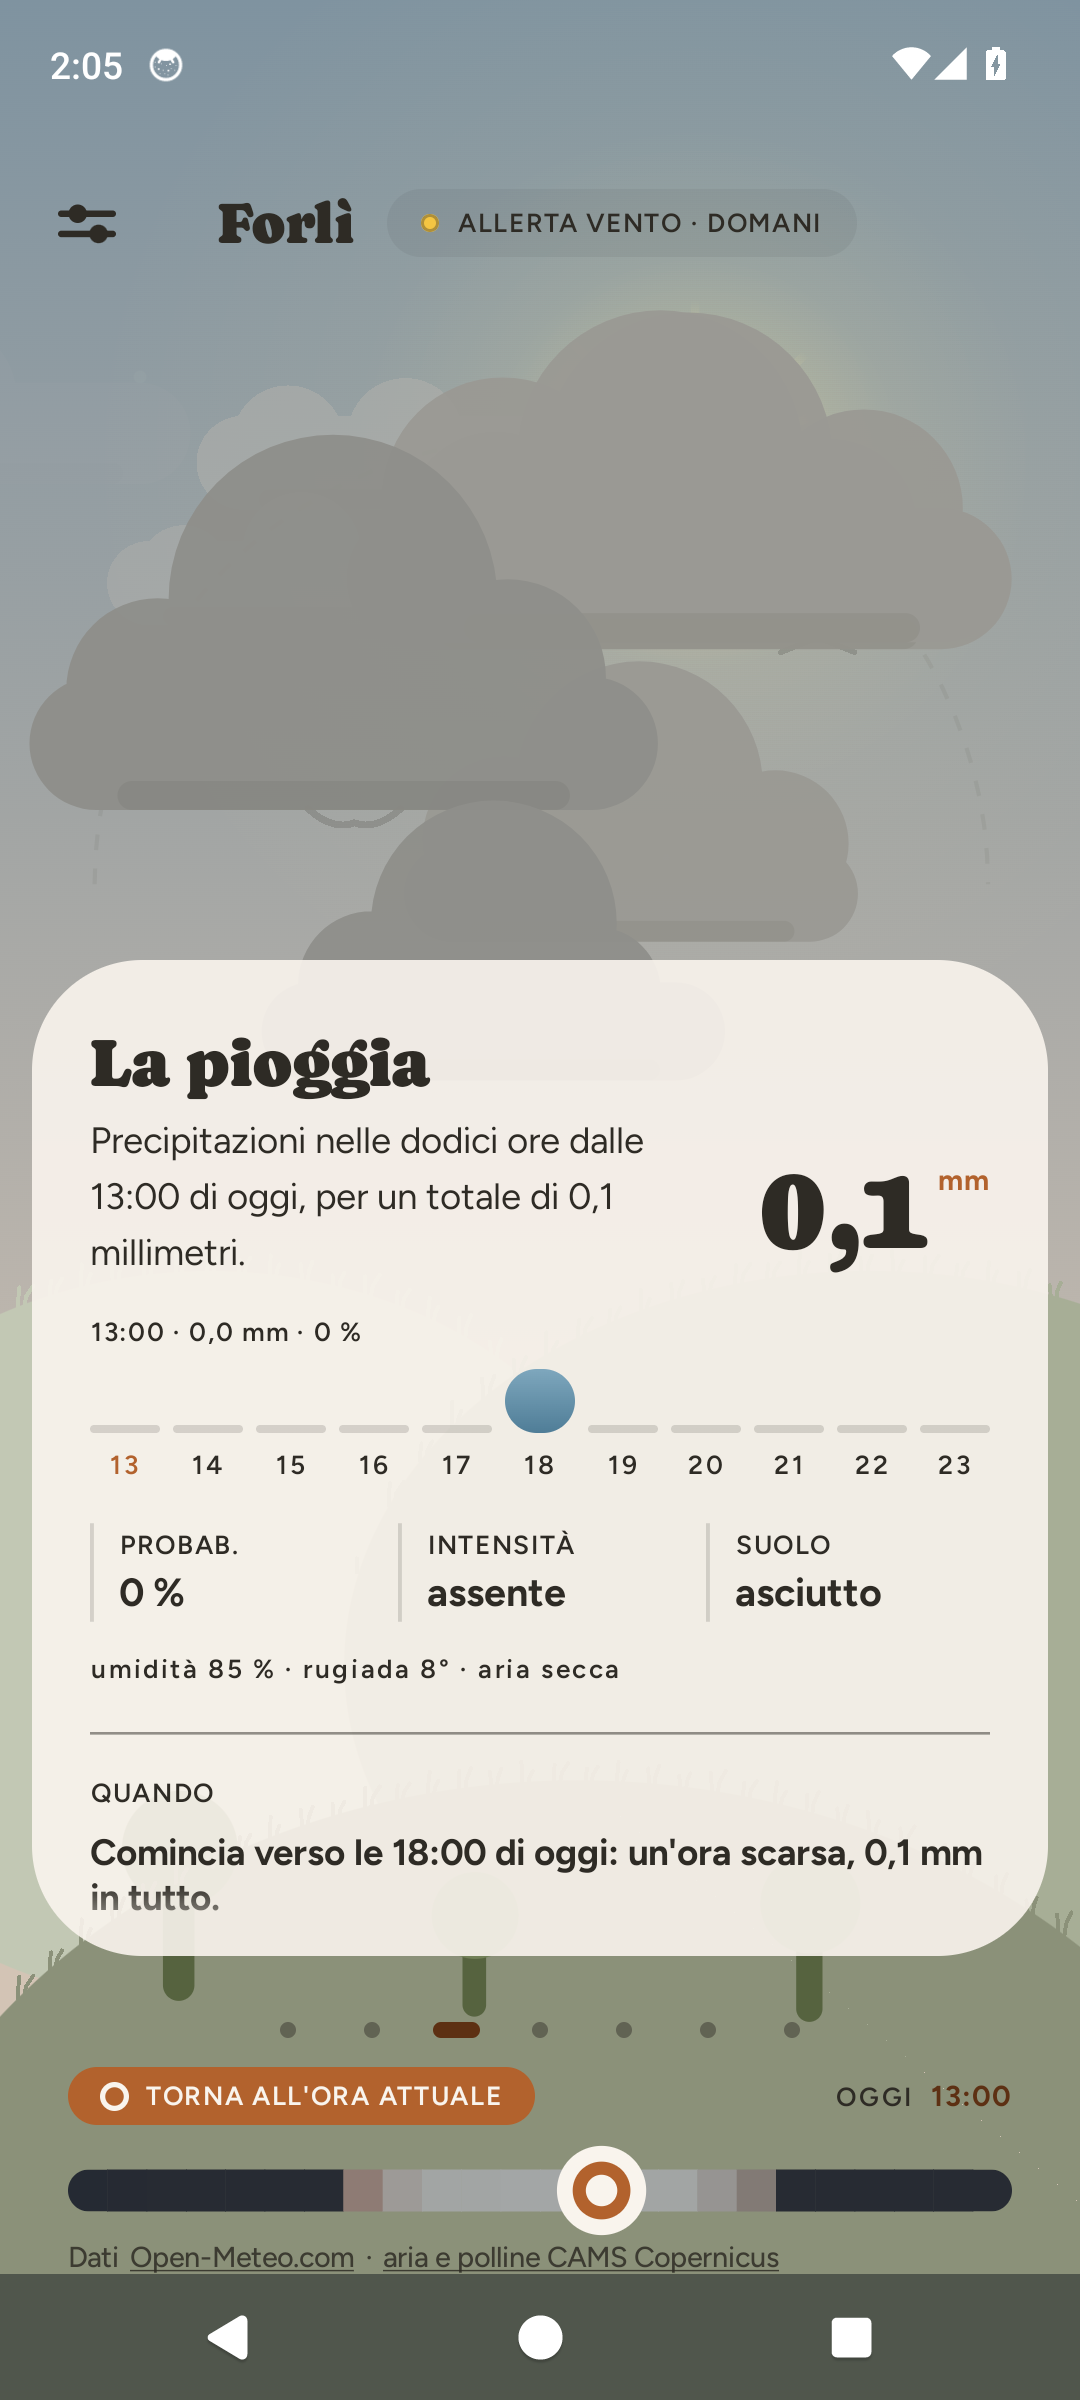 2:05
Forlì
ALLERTA VENTO · DOMANI
La pioggia
Precipitazioni nelle dodici ore dalle
13:00 di oggi, per un totale di 0,1
millimetri.
0,1 mm
13:00 · 0,0 mm · 0 %
13 14 15 16 17 18 19 20 21 22 23
PROBAB. INTENSITÀ SUOLO
0 % assente asciutto
umidità 85 % · rugiada 8° · aria secca
QUANDO
Comincia verso le 18:00 di oggi: un'ora scarsa, 0,1 mm
in tutto.
TORNA ALL'ORA ATTUALE
OGGI 13:00
Dati Open-Meteo.com · aria e polline CAMS Copernicus